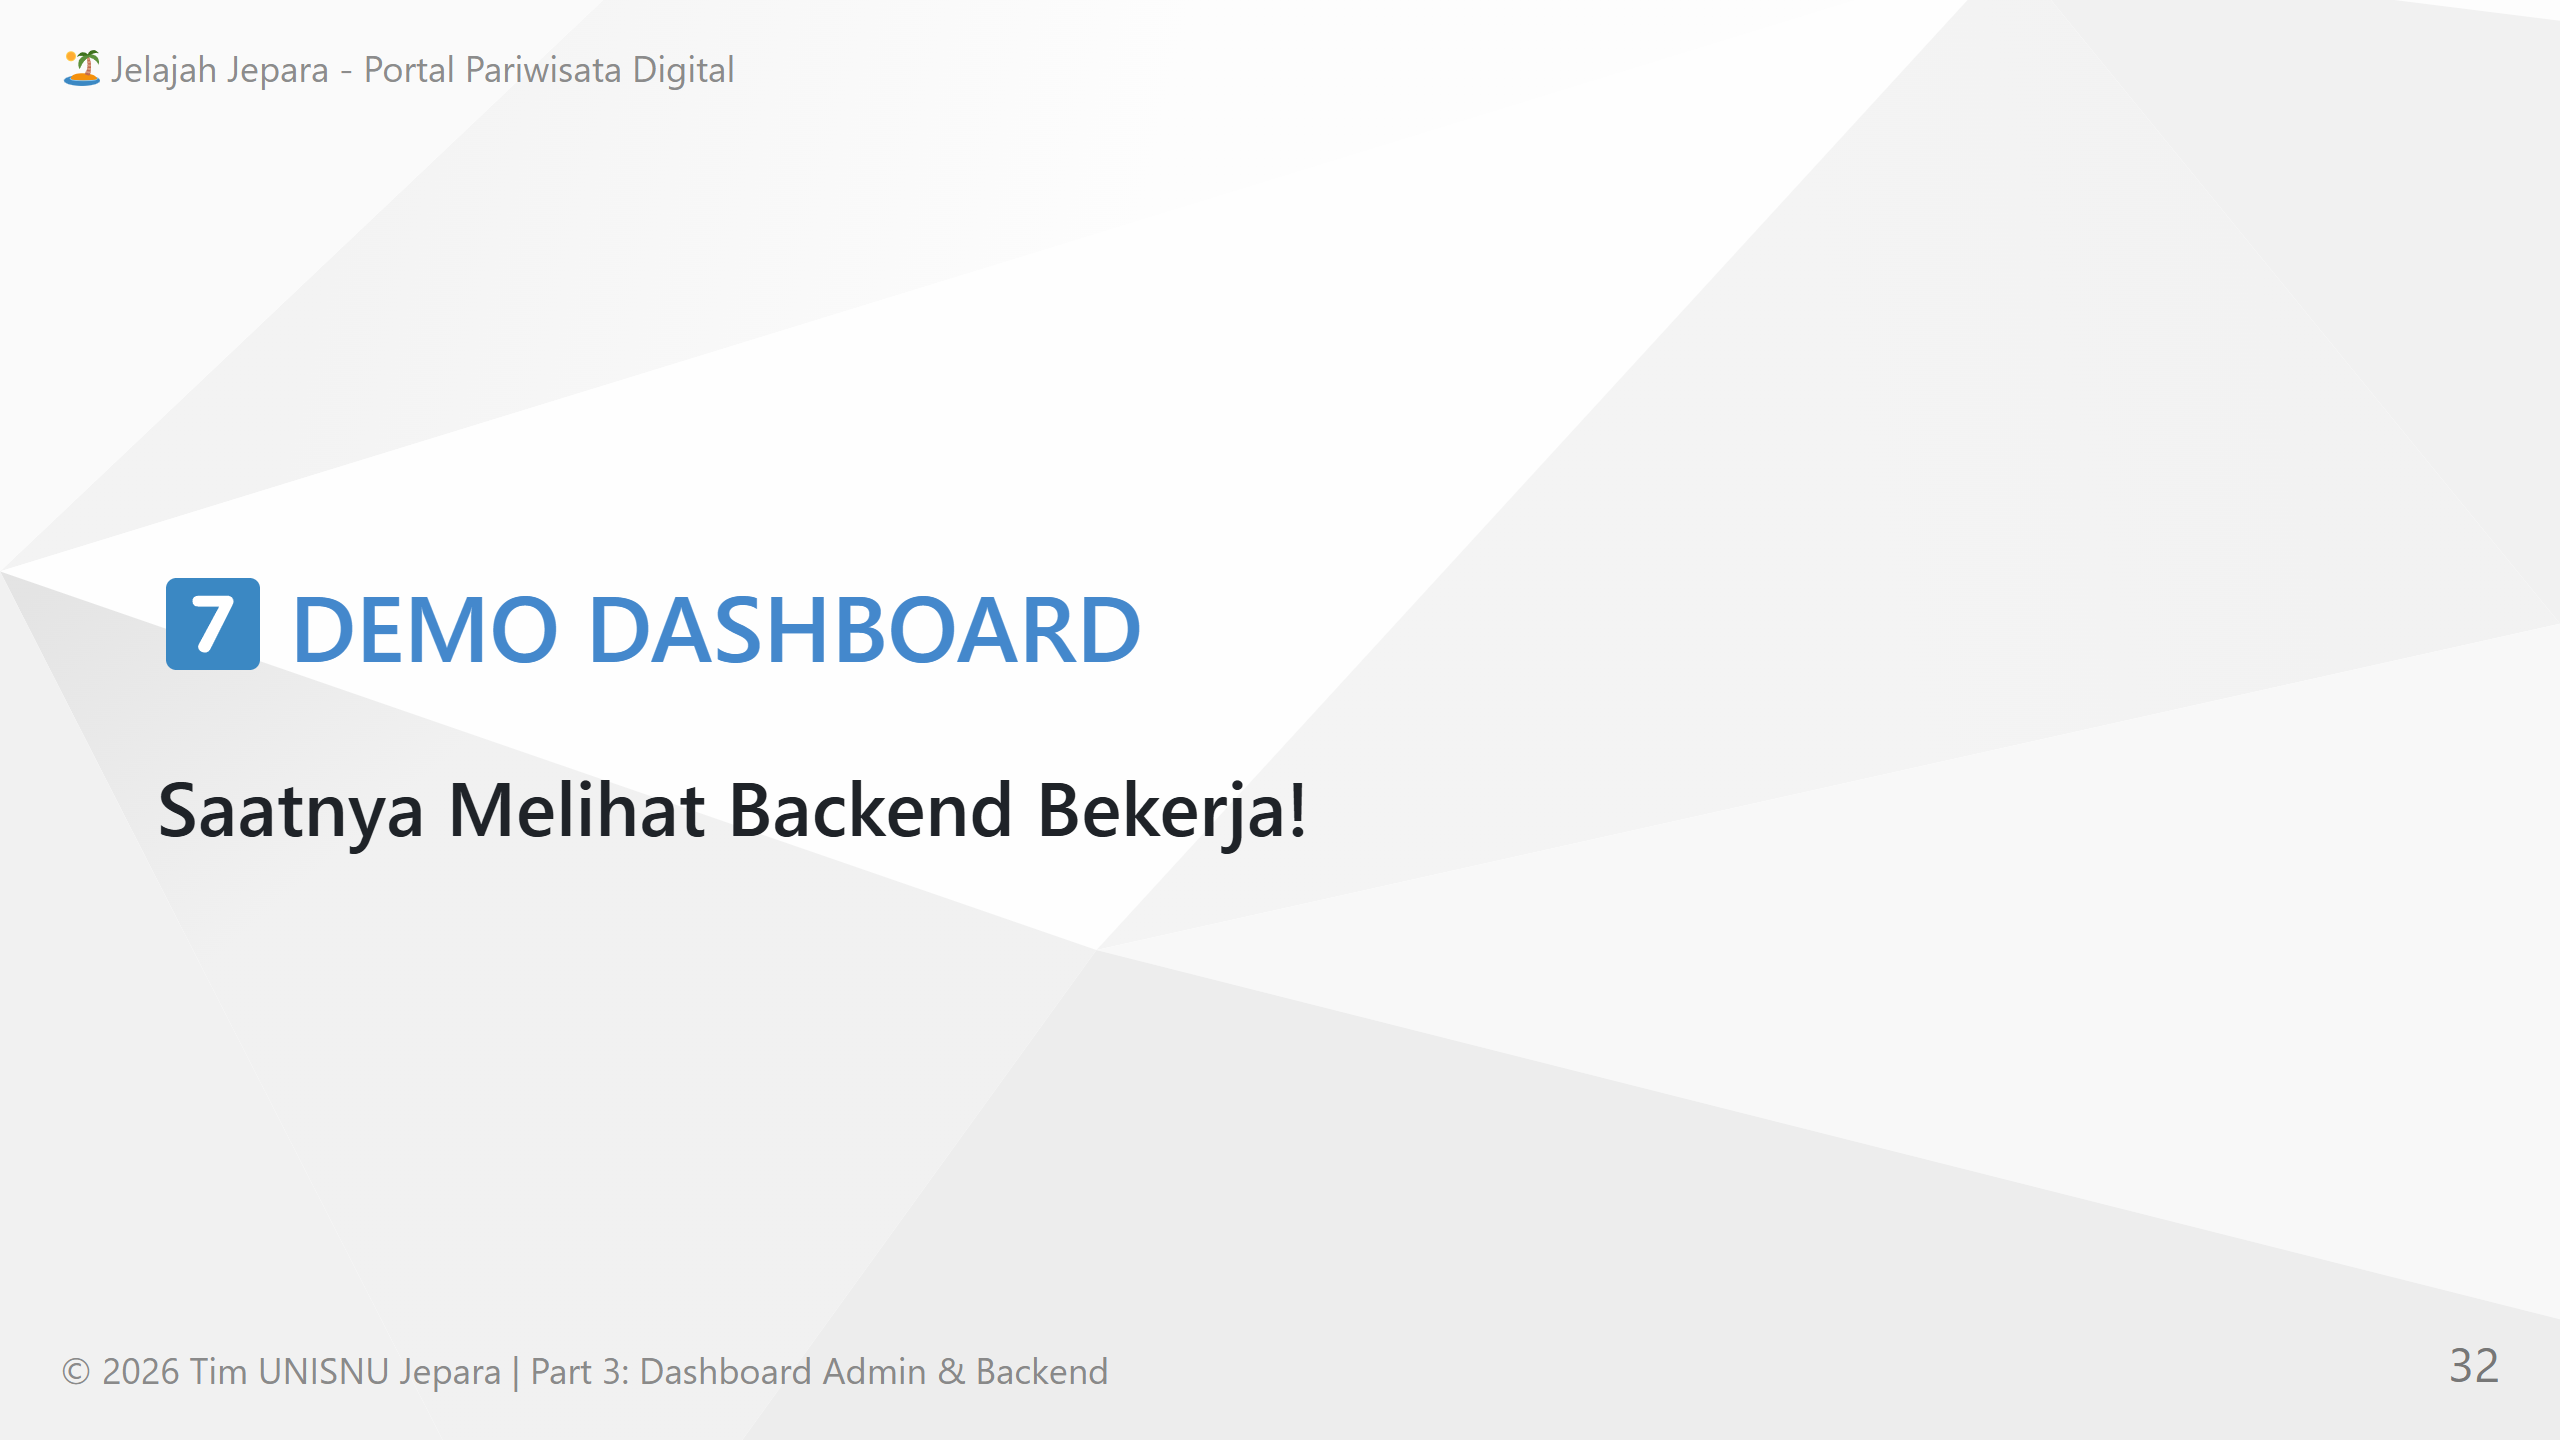 Jelajah Jepara - Portal Pariwisata Digital
7 DEMO DASHBOARD
Saatnya Melihat Backend Bekerja!
© 2026 Tim UNISNU Jepara | Part 3: Dashboard Admin & Backend
32